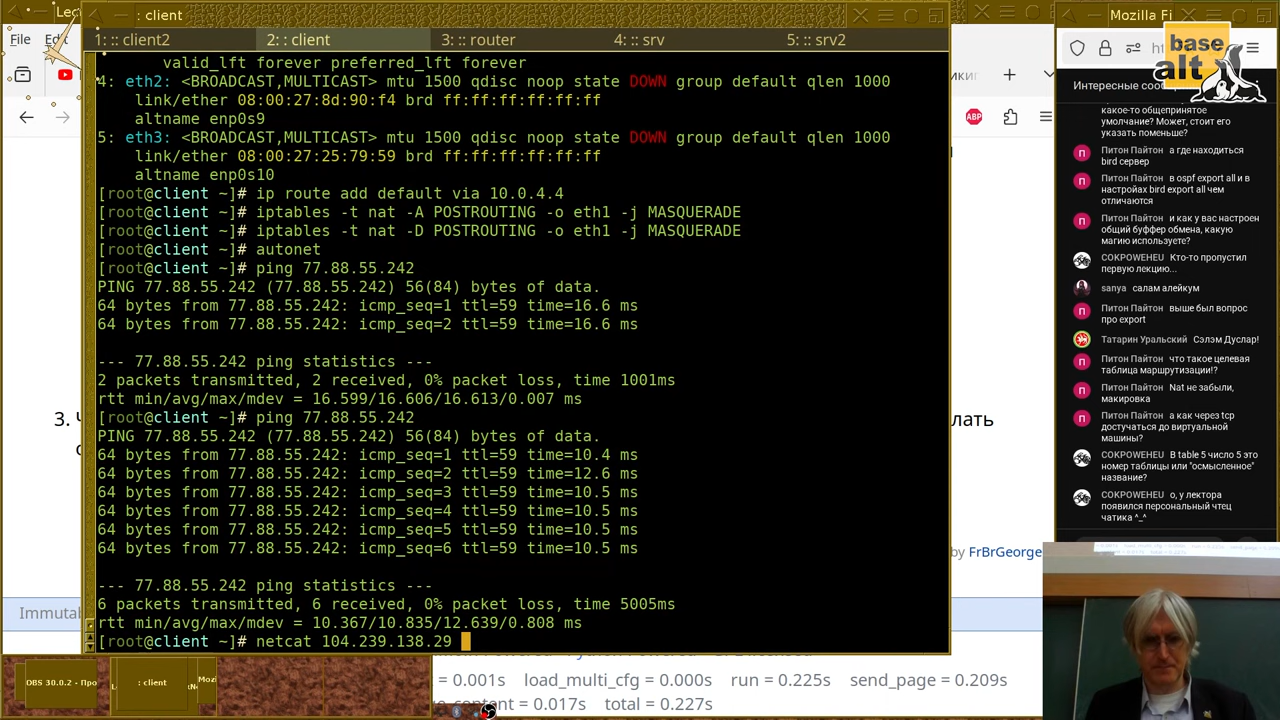 : client
1: :: client2
2: :: client
3: :: router
4: :: srv
5: :: srv2
valid_lft forever preferred_lft forever
4: eth2: <BROADCAST,MULTICAST> mtu 1500 qdisc noop state DOWN group default qlen 1000
link/ether 08:00:27:8d:90:f4 brd ff:ff:ff:ff:ff:ff
altname enp0s9
5: eth3: <BROADCAST,MULTICAST> mtu 1500 qdisc noop state DOWN group default qlen 1000
link/ether 08:00:27:25:79:59 brd ff:ff:ff:ff:ff:ff
altname enp0s10
[root@client ~]# ip route add default via 10.0.4.4
[root@client ~]# iptables -t nat -A POSTROUTING -o eth1 -j MASQUERADE
[root@client ~]# iptables -t nat -D POSTROUTING -o eth1 -j MASQUERADE
[root@client ~]# autonet
[root@client ~]# ping 77.88.55.242
PING 77.88.55.242 (77.88.55.242) 56(84) bytes of data.
64 bytes from 77.88.55.242: icmp_seq=1 ttl=59 time=16.6 ms
64 bytes from 77.88.55.242: icmp_seq=2 ttl=59 time=16.6 ms
--- 77.88.55.242 ping statistics ---
2 packets transmitted, 2 received, 0% packet loss, time 1001ms
rtt min/avg/max/mdev = 16.599/16.606/16.613/0.007 ms
[root@client ~]# ping 77.88.55.242
PING 77.88.55.242 (77.88.55.242) 56(84) bytes of data.
64 bytes from 77.88.55.242: icmp_seq=1 ttl=59 time=10.4 ms
64 bytes from 77.88.55.242: icmp_seq=2 ttl=59 time=12.6 ms
64 bytes from 77.88.55.242: icmp_seq=3 ttl=59 time=10.5 ms
64 bytes from 77.88.55.242: icmp_seq=4 ttl=59 time=10.5 ms
64 bytes from 77.88.55.242: icmp_seq=5 ttl=59 time=10.5 ms
64 bytes from 77.88.55.242: icmp_seq=6 ttl=59 time=10.5 ms
--- 77.88.55.242 ping statistics ---
6 packets transmitted, 6 received, 0% packet loss, time 5005ms
rtt min/avg/max/mdev = 10.367/10.835/12.639/0.808 ms
[root@client ~]# netcat 104.239.138.29
File
3.
лать
by FrBrGeorge
= 0.001s load_multi_cfg = 0.000s run = 0.225s send_page = 0.209s
= 0.017s total = 0.227s
OBS 30.0.2 - Про
: client
Mozi
Mozilla Fi
base
alt
Интересные
какое-то общепринятое
умолчание? Может, стоит его
указать поменьше?
Питон Пайтон а где находиться
bird сервер
Питон Пайтон в ospf export all и в
настройах bird export all чем
отличаются
Питон Пайтон и как у вас настроен
общий буффер обмена, какую
магию используете?
COKPOWEHEU Кто-то пропустил
первую лекцию...
sanya салам алейкум
Питон Пайтон выше был вопрос
про export
Татарин Уральский Сэлэм Дуслар!
Питон Пайтон что такое целевая
таблица маршрутизации!?
Питон Пайтон Nat не забыли,
макировка
Питон Пайтон а как через tcp
достучаться до виртуальной
машины?
COKPOWEHEU В table 5 число 5 это
номер таблицы или "осмысленное"
название?
COKPOWEHEU о, у лектора
появился персональный чтец
чатика ^_^